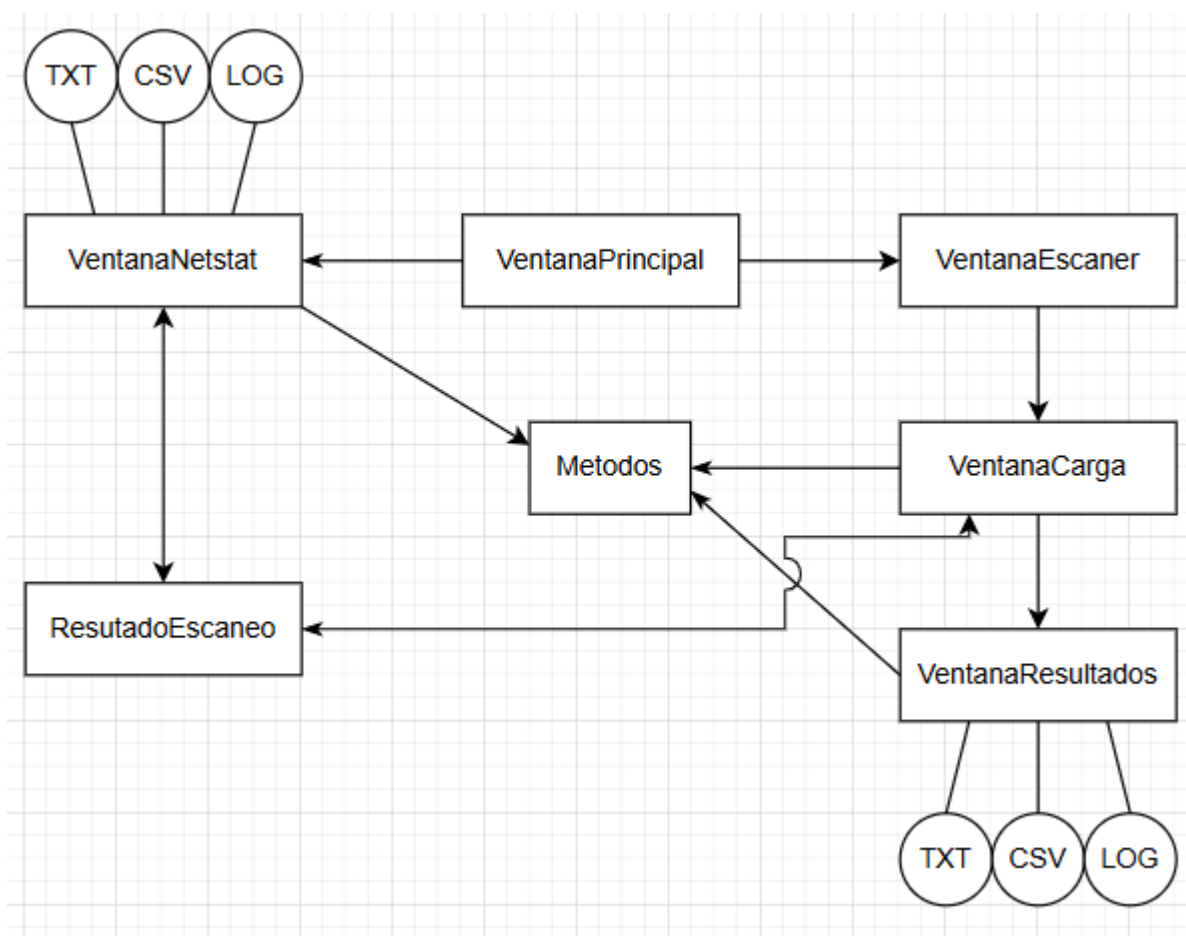 TXT
CSV
LOG
VentanaNetstat
VentanaPrincipal
VentanaEscaner
Metodos
VentanaCarga
ResutadoEscaneo
VentanaResultados
TXT
CSV
LOG